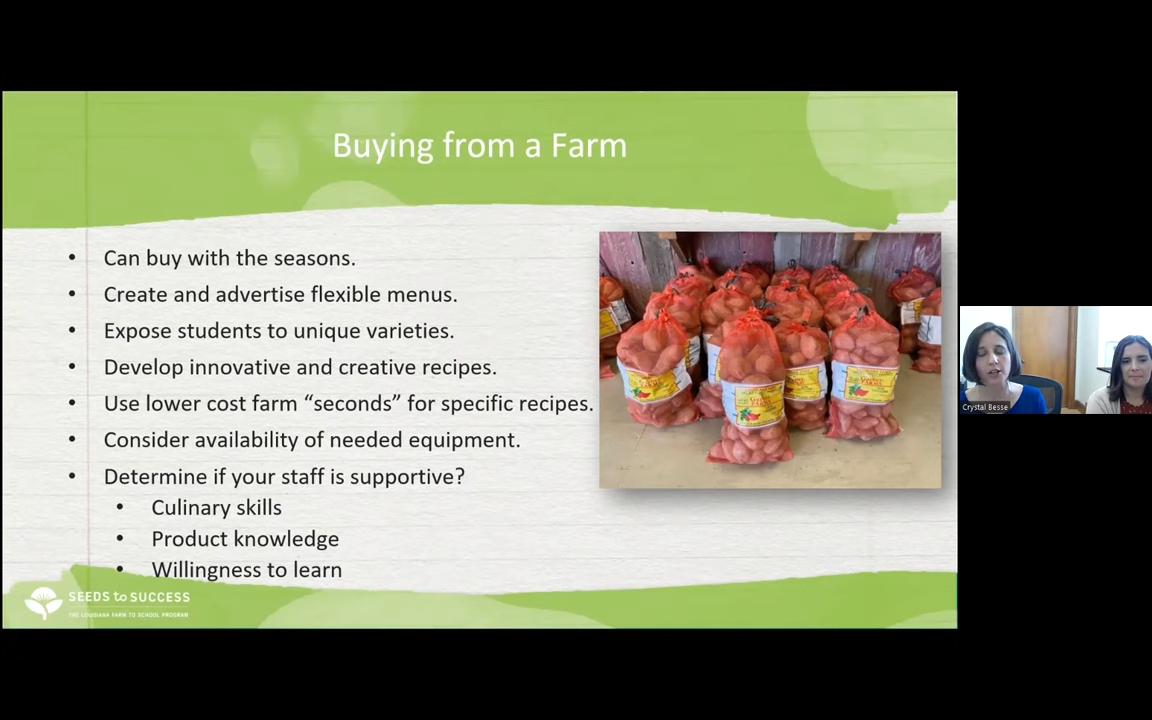 Buying from a Farm
• Can buy with the seasons.
• Create and advertise flexible menus.
• Expose students to unique varieties.
• Develop innovative and creative recipes.
• Use lower cost farm “seconds” for specific recipes.
• Consider availability of needed equipment.
• Determine if your staff is supportive?
• Culinary skills
• Product knowledge
• Willingness to learn
SEEDS to SUCCESS
THE LOUISIANA FARM TO SCHOOL PROGRAM
Crystal Besse